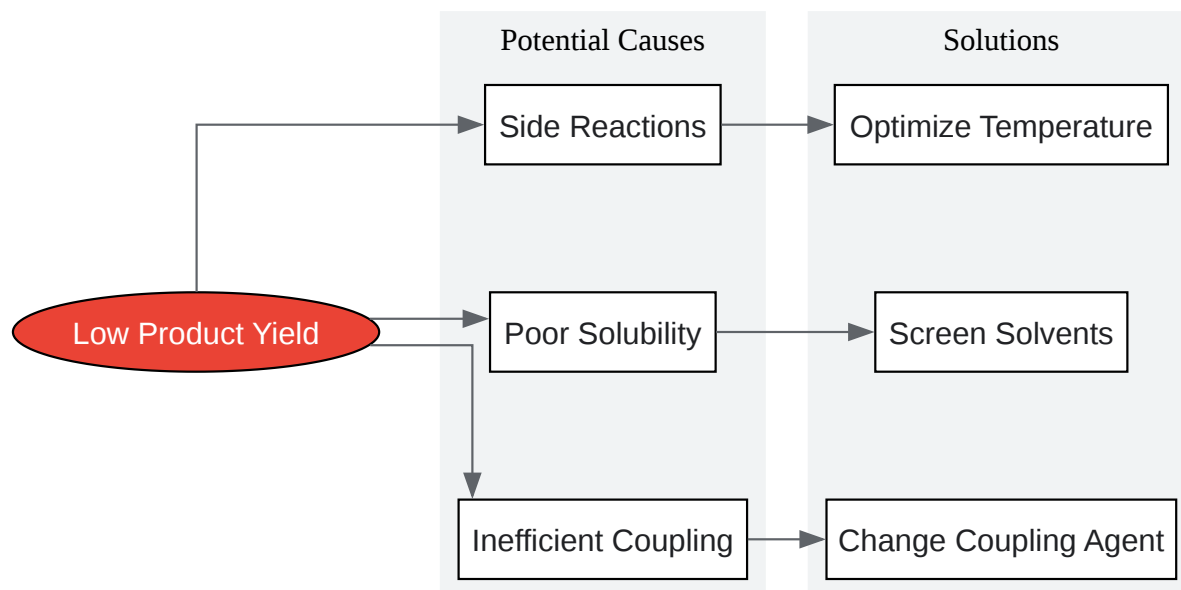 Potential Causes
Solutions
Side Reactions
Optimize Temperature
Low Product Yield
Poor Solubility
Screen Solvents
Inefficient Coupling
Change Coupling Agent